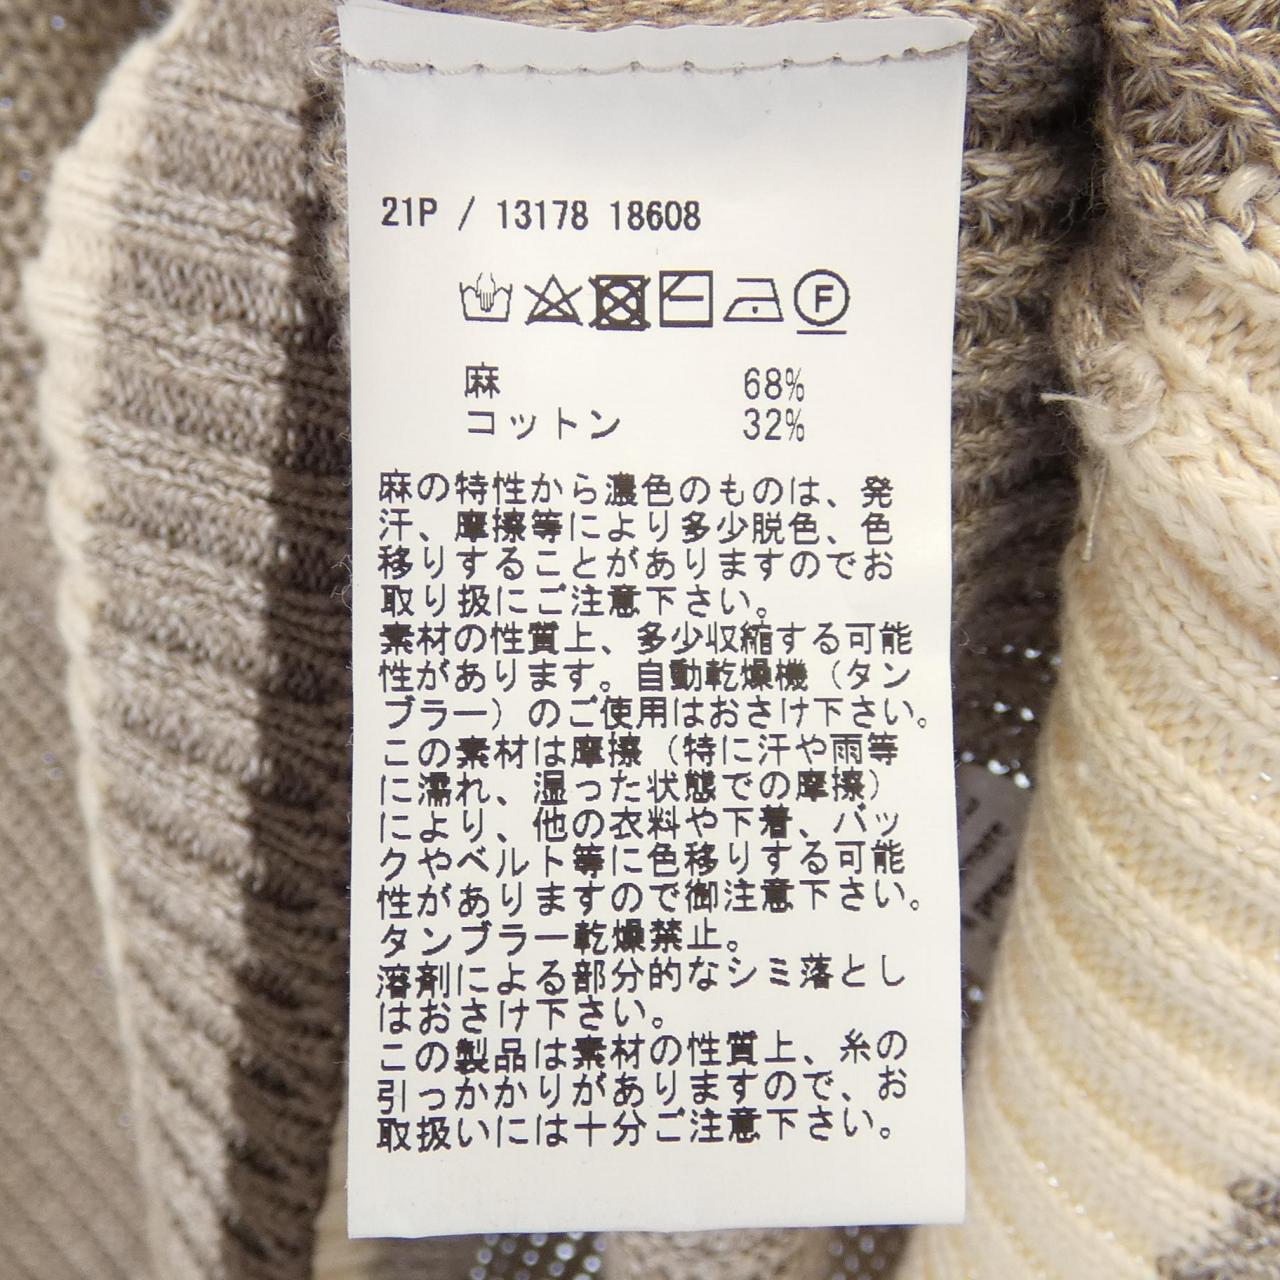 21P / 13178 18608
F
麻 68%
コットン 32%
麻の特性から濃色のものは、発
汗、摩擦等により多少脱色、色
移りすることがありますのでお
取り扱にご注意下さい。
素材の性質上、多少収縮する可能
性があります。自動乾燥機（タン
ブラー）のご使用はおさけ下さい。
この素材は摩擦（特に汗や雨等
に濡れ、湿った状態での摩擦）
により、他の衣料や下着、バッ
クやベルト等に色移りする可能
性がありますので御注意下さい。
タンブラー乾燥禁止。
溶剤による部分的なシミ落とし
はおさけ下さい。
この製品は素材の性質上、糸の
引っかかりがありますので、お
取扱いには十分ご注意下さい。